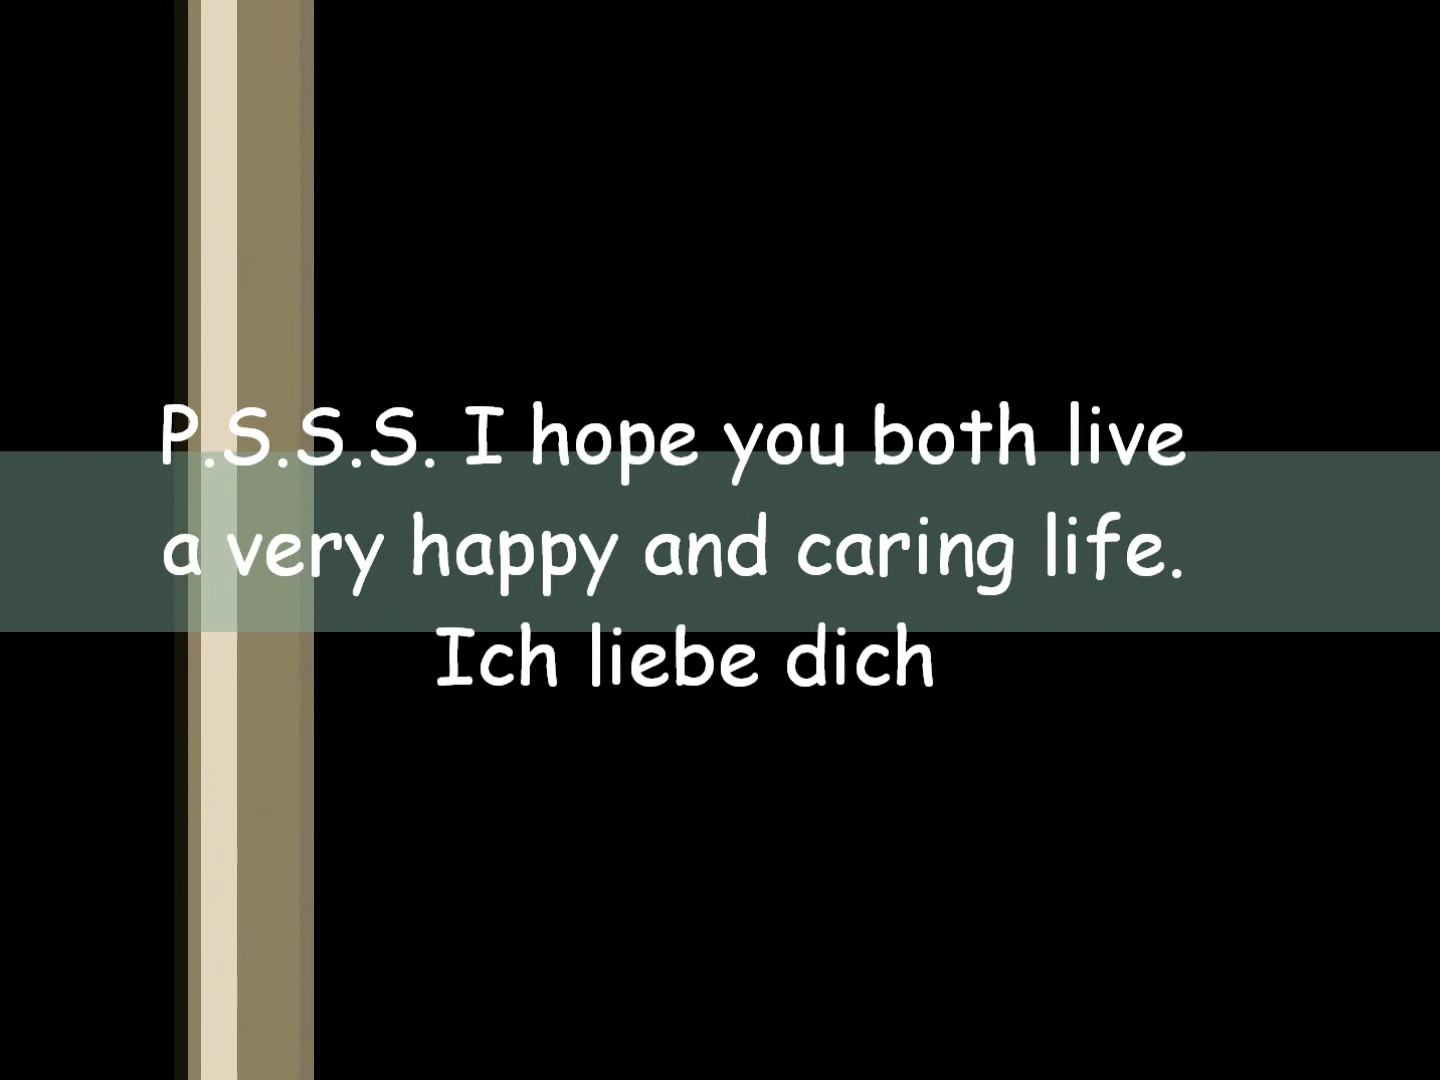 P.S.S.S. I hope you both live
a very happy and caring life.
Ich liebe dich